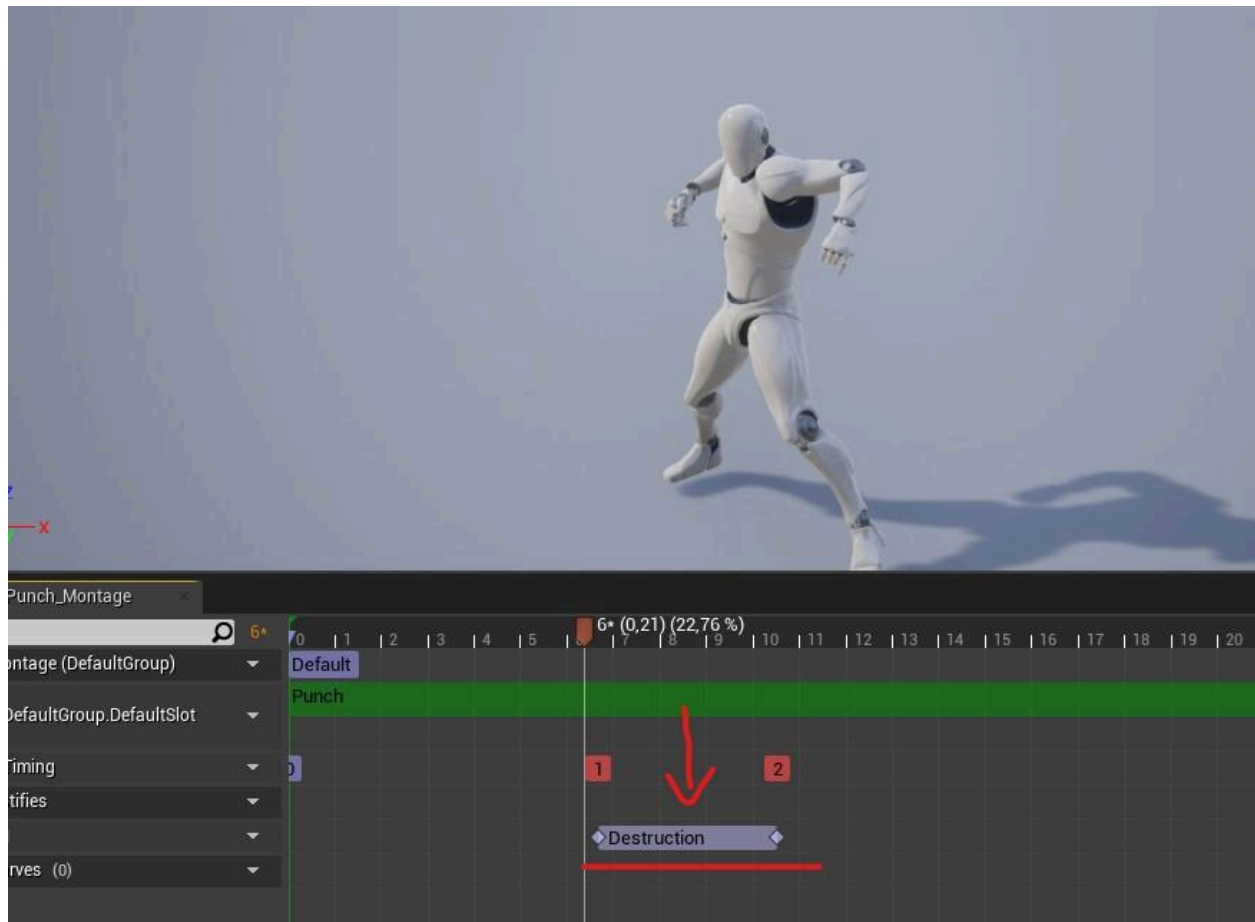 Z
X
Punch_Montage
6*
6* (0,21) (22,76 %)
0 1 2 3 4 5 6 7 8 9 10 11 12 13 14 15 16 17 18 19 20
ontage (DefaultGroup)
Default
Punch
DefaultGroup.DefaultSlot
Timing
1 2
tifies
Destruction
rves (0)